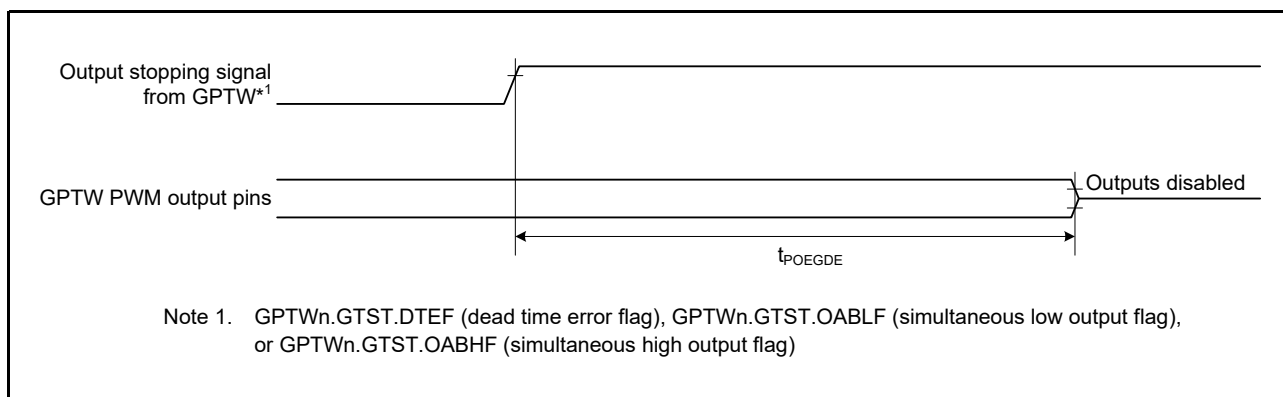 Output stopping signal
from GPTW*1
GPTW PWM output pins
Outputs disabled
tPOEGDE
Note 1. GPTWn.GTST.DTEF (dead time error flag), GPTWn.GTST.OABLF (simultaneous low output flag),
or GPTWn.GTST.OABHF (simultaneous high output flag)